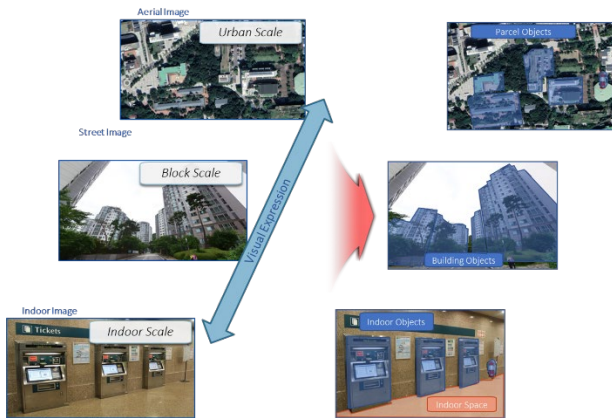 Aerial Image
Urban Scale
Parcel Objects
Street Image
Block Scale
Visual Expression
Building Objects
Indoor Image
Tickets
Indoor Scale
Indoor Objects
Indoor Space